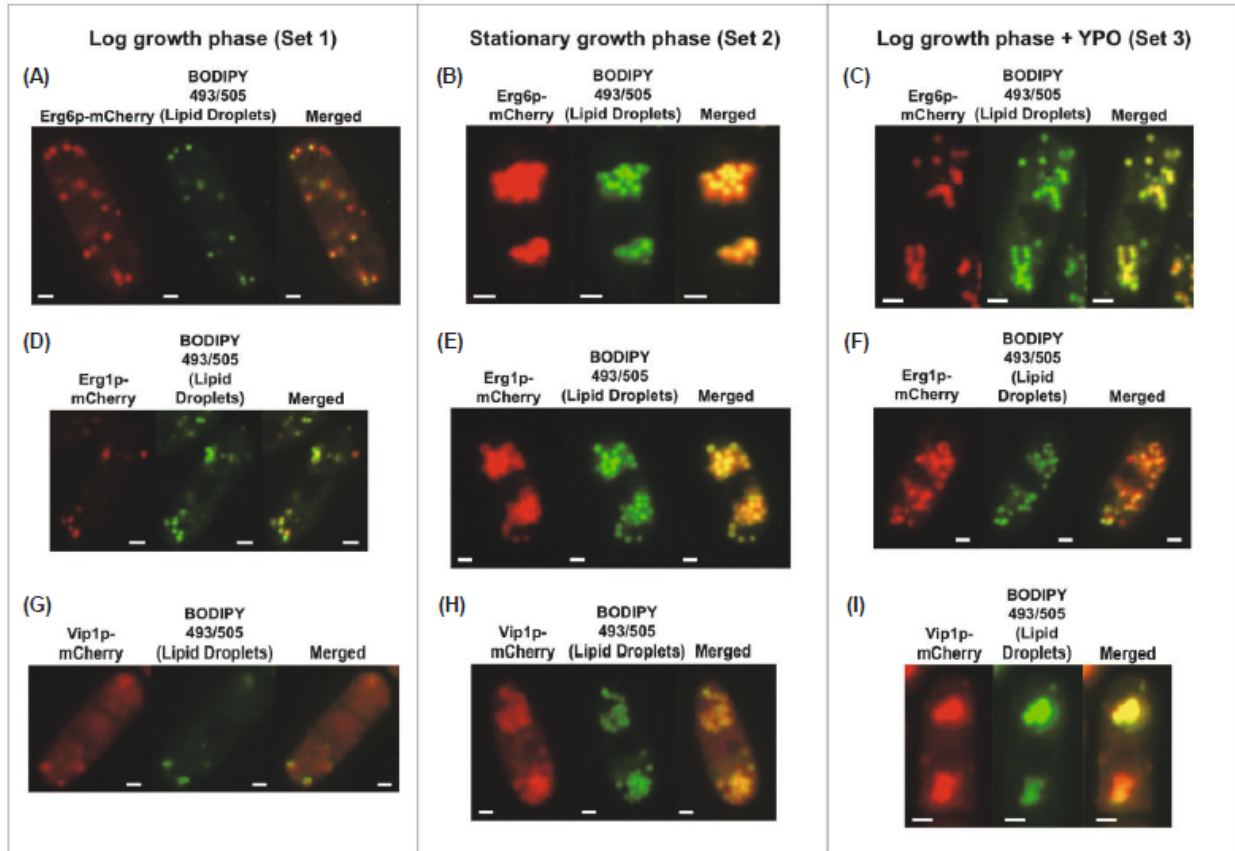 Log growth phase (Set 1)
Stationary growth phase (Set 2)
Log growth phase + YPO (Set 3)
(A)
BODIPY
493/505
Erg6p-mCherry (Lipid Droplets) Merged
(B)
BODIPY
Erg6p- 493/505
mCherry (Lipid Droplets) Merged
(C)
BODIPY
Erg6p- 493/505
mCherry (Lipid Droplets) Merged
(D)
BODIPY
493/505
Erg1p- (Lipid
mCherry Droplets) Merged
(E)
BODIPY
Erg1p- 493/505
mCherry (Lipid Droplets) Merged
(F)
BODIPY
493/505
Erg1p- (Lipid
mCherry Droplets) Merged
(G)
BODIPY
Vip1p- 493/505
mCherry (Lipid Droplets) Merged
(H)
BODIPY
Vip1p- 493/505
mCherry (Lipid Droplets) Merged
(I)
BODIPY
493/505
Vip1p- (Lipid
mCherry Droplets) Merged